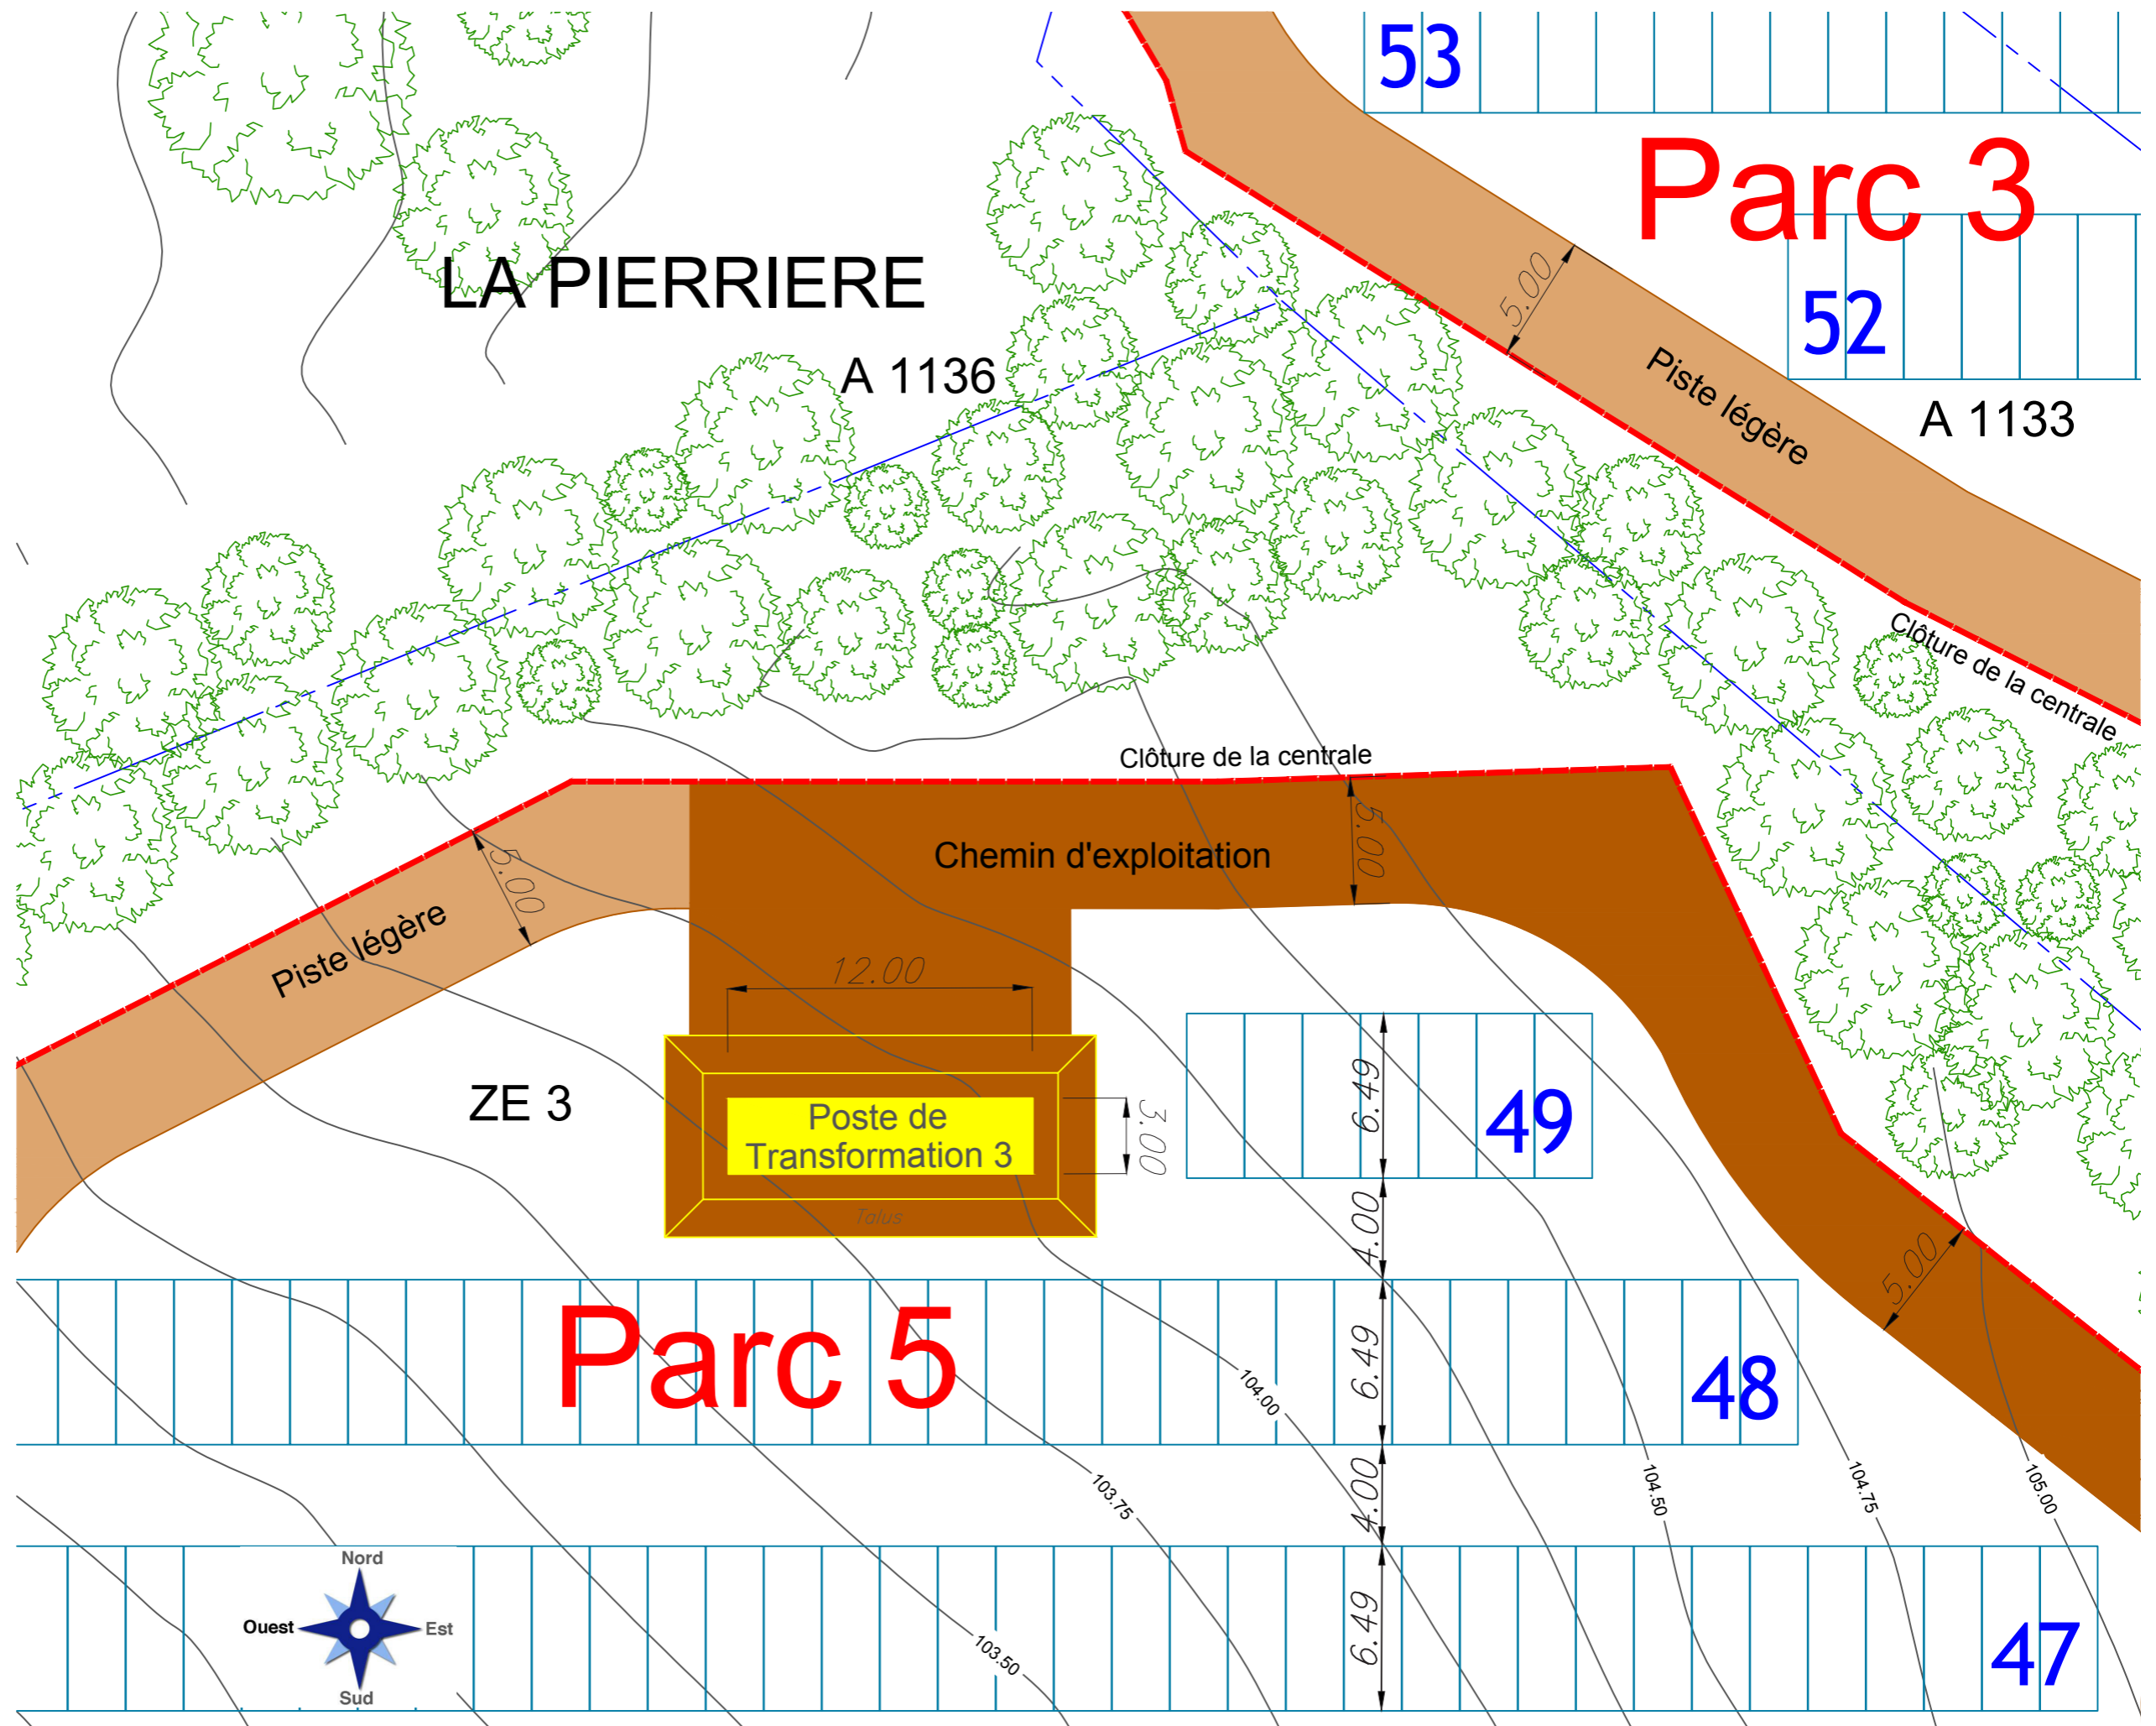 53
Parc 3
5.00
LA PIERRIERE
52
A 1136
Piste légère
A 1133
Clôture de la centrale
Clôture de la centrale
5.00
Chemin d'exploitation
5.00
Piste légère
12.00
6.49
49
ZE 3
Poste de
Transformation 3
3.00
Talus
4.00
5.00
Parc 5
6.49
48
104.00
4.00
103.75
104.50
104.75
105.00
Nord
Ouest
Est
Sud
6.49
47
103.50